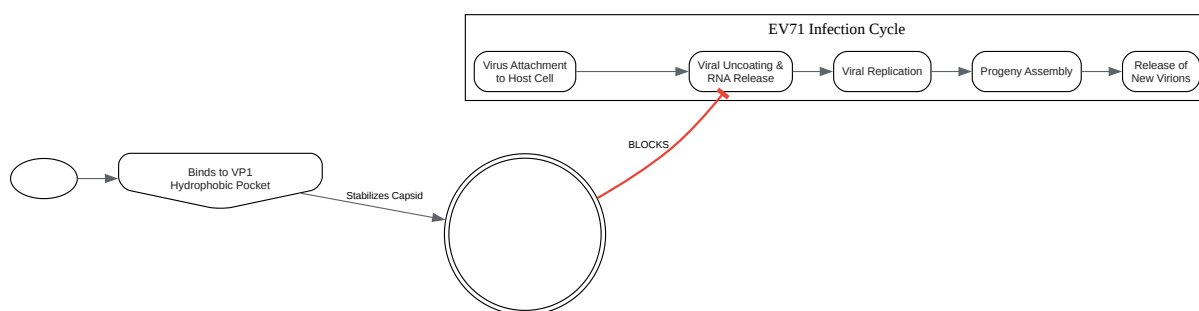 EV71 Infection Cycle
Virus Attachment
to Host Cell
Viral Uncoating &
RNA Release
Viral Replication
Progeny Assembly
Release of
New Virions
BLOCKS
Binds to VP1
Hydrophobic Pocket
Stabilizes Capsid